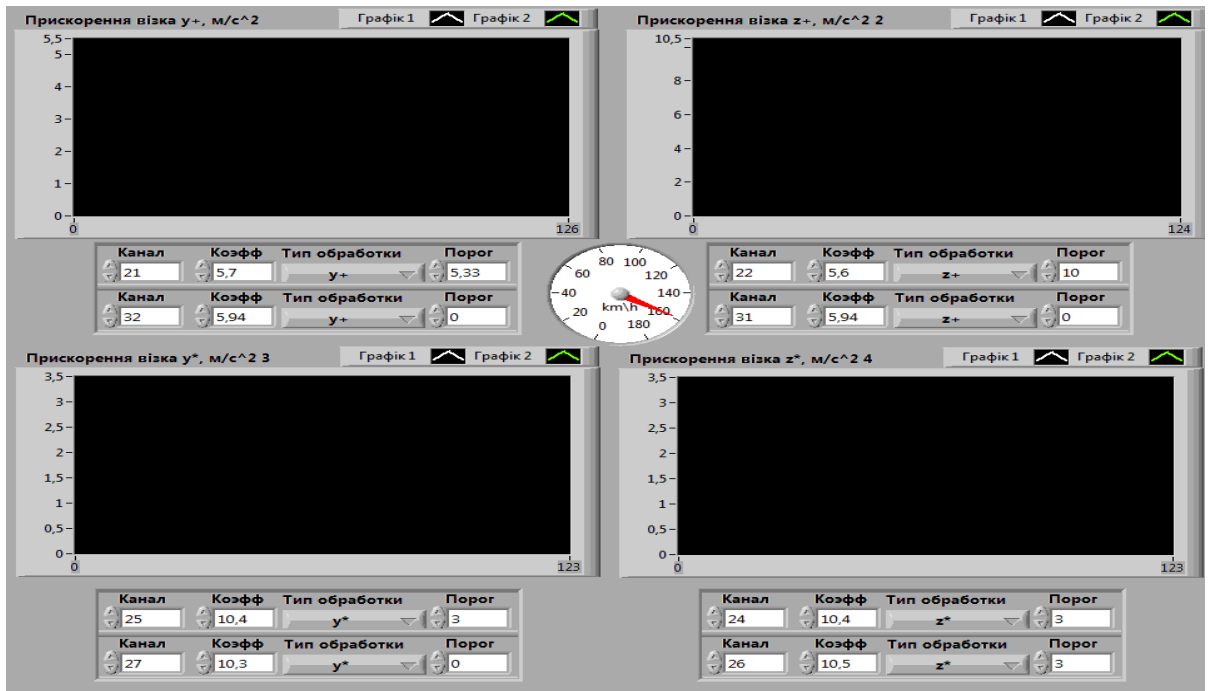 Прискорення візка y+, м/с^2 Графік 1 Графік 2
5,5
5
4
3
2
1
0
0 126
Прискорення візка z+, м/с^2 2 Графік 1 Графік 2
10,5
8
6
4
2
0
0 124
Канал Коэфф Тип обработки Порог
21 5,7 y+ 5,33
Канал Коэфф Тип обработки Порог
32 5,94 y+ 0
0 20 40 60 80 100 120 140 160 180
km\h
Канал Коэфф Тип обработки Порог
22 5,6 z+ 10
Канал Коэфф Тип обработки Порог
31 5,94 z+ 0
Прискорення візка y*, м/с^2 3 Графік 1 Графік 2
3,5
3
2,5
2
1,5
1
0,5
0
0 123
Прискорення візка z*, м/с^2 4 Графік 1 Графік 2
3,5
3
2,5
2
1,5
1
0,5
0
0 123
Канал Коэфф Тип обработки Порог
25 10,4 y* 3
Канал Коэфф Тип обработки Порог
27 10,3 y* 0
Канал Коэфф Тип обработки Порог
24 10,4 z* 3
Канал Коэфф Тип обработки Порог
26 10,5 z* 3